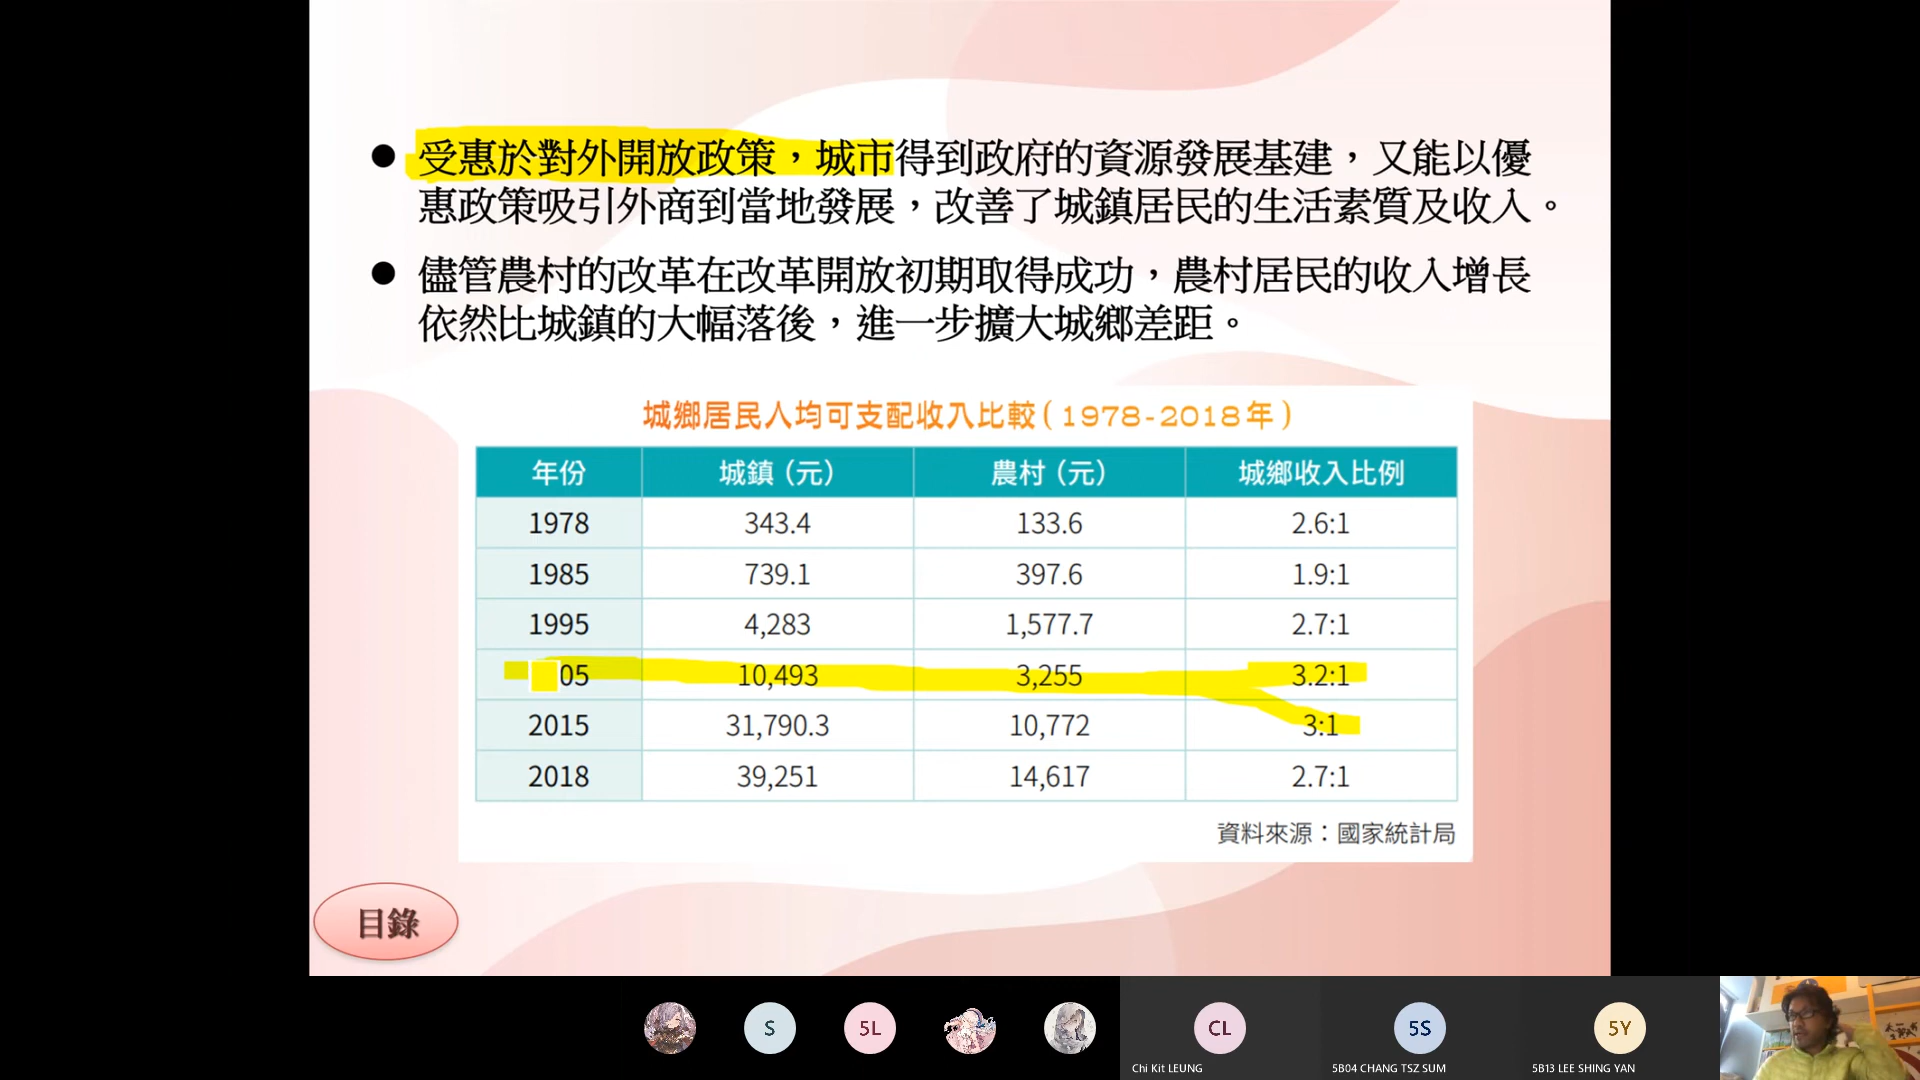 ● 受惠於對外開放政策，城市得到政府的資源發展基建，又能以優
惠政策吸引外商到當地發展，改善了城鎮居民的生活素質及收入。
● 儘管農村的改革在改革開放初期取得成功，農村居民的收入增長
依然比城鎮的大幅落後，進一步擴大城鄉差距。
城鄉居民人均可支配收入比較(1978-2018年)
年份 城鎮(元) 農村(元) 城鄉收入比例
1978 343.4 133.6 2.6:1
1985 739.1 397.6 1.9:1
1995 4,283 1,577.7 2.7:1
05 10,493 3,255 3.2:1
2015 31,790.3 10,772 3:1
2018 39,251 14,617 2.7:1
資料來源：國家統計局
目錄
S 5L CL 5S 5Y
Chi Kit LEUNG 5B04 CHANG TSZ SUM 5B13 LEE SHING YAN